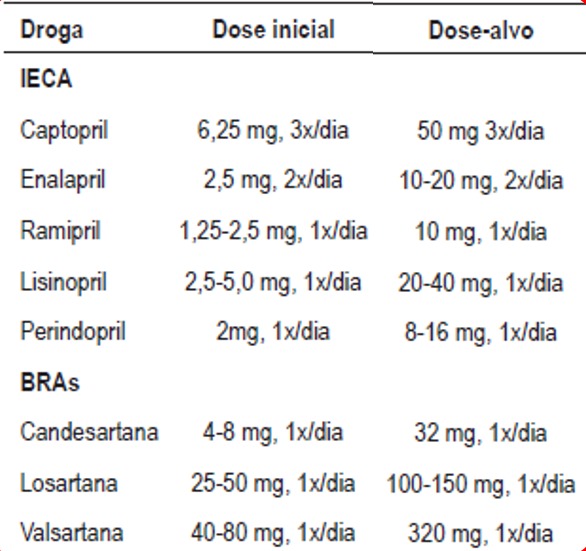 Droga Dose inicial Dose-alvo
IECA
Captopril 6,25 mg, 3x/dia 50 mg 3x/dia
Enalapril 2,5 mg, 2x/dia 10-20 mg, 2x/dia
Ramipril 1,25-2,5 mg, 1x/dia 10 mg, 1x/dia
Lisinopril 2,5-5,0 mg, 1x/dia 20-40 mg, 1x/dia
Perindopril 2mg, 1x/dia 8-16 mg, 1x/dia
BRAs
Candesartana 4-8 mg, 1x/dia 32 mg, 1x/dia
Losartana 25-50 mg, 1x/dia 100-150 mg, 1x/dia
Valsartana 40-80 mg, 1x/dia 320 mg, 1x/dia